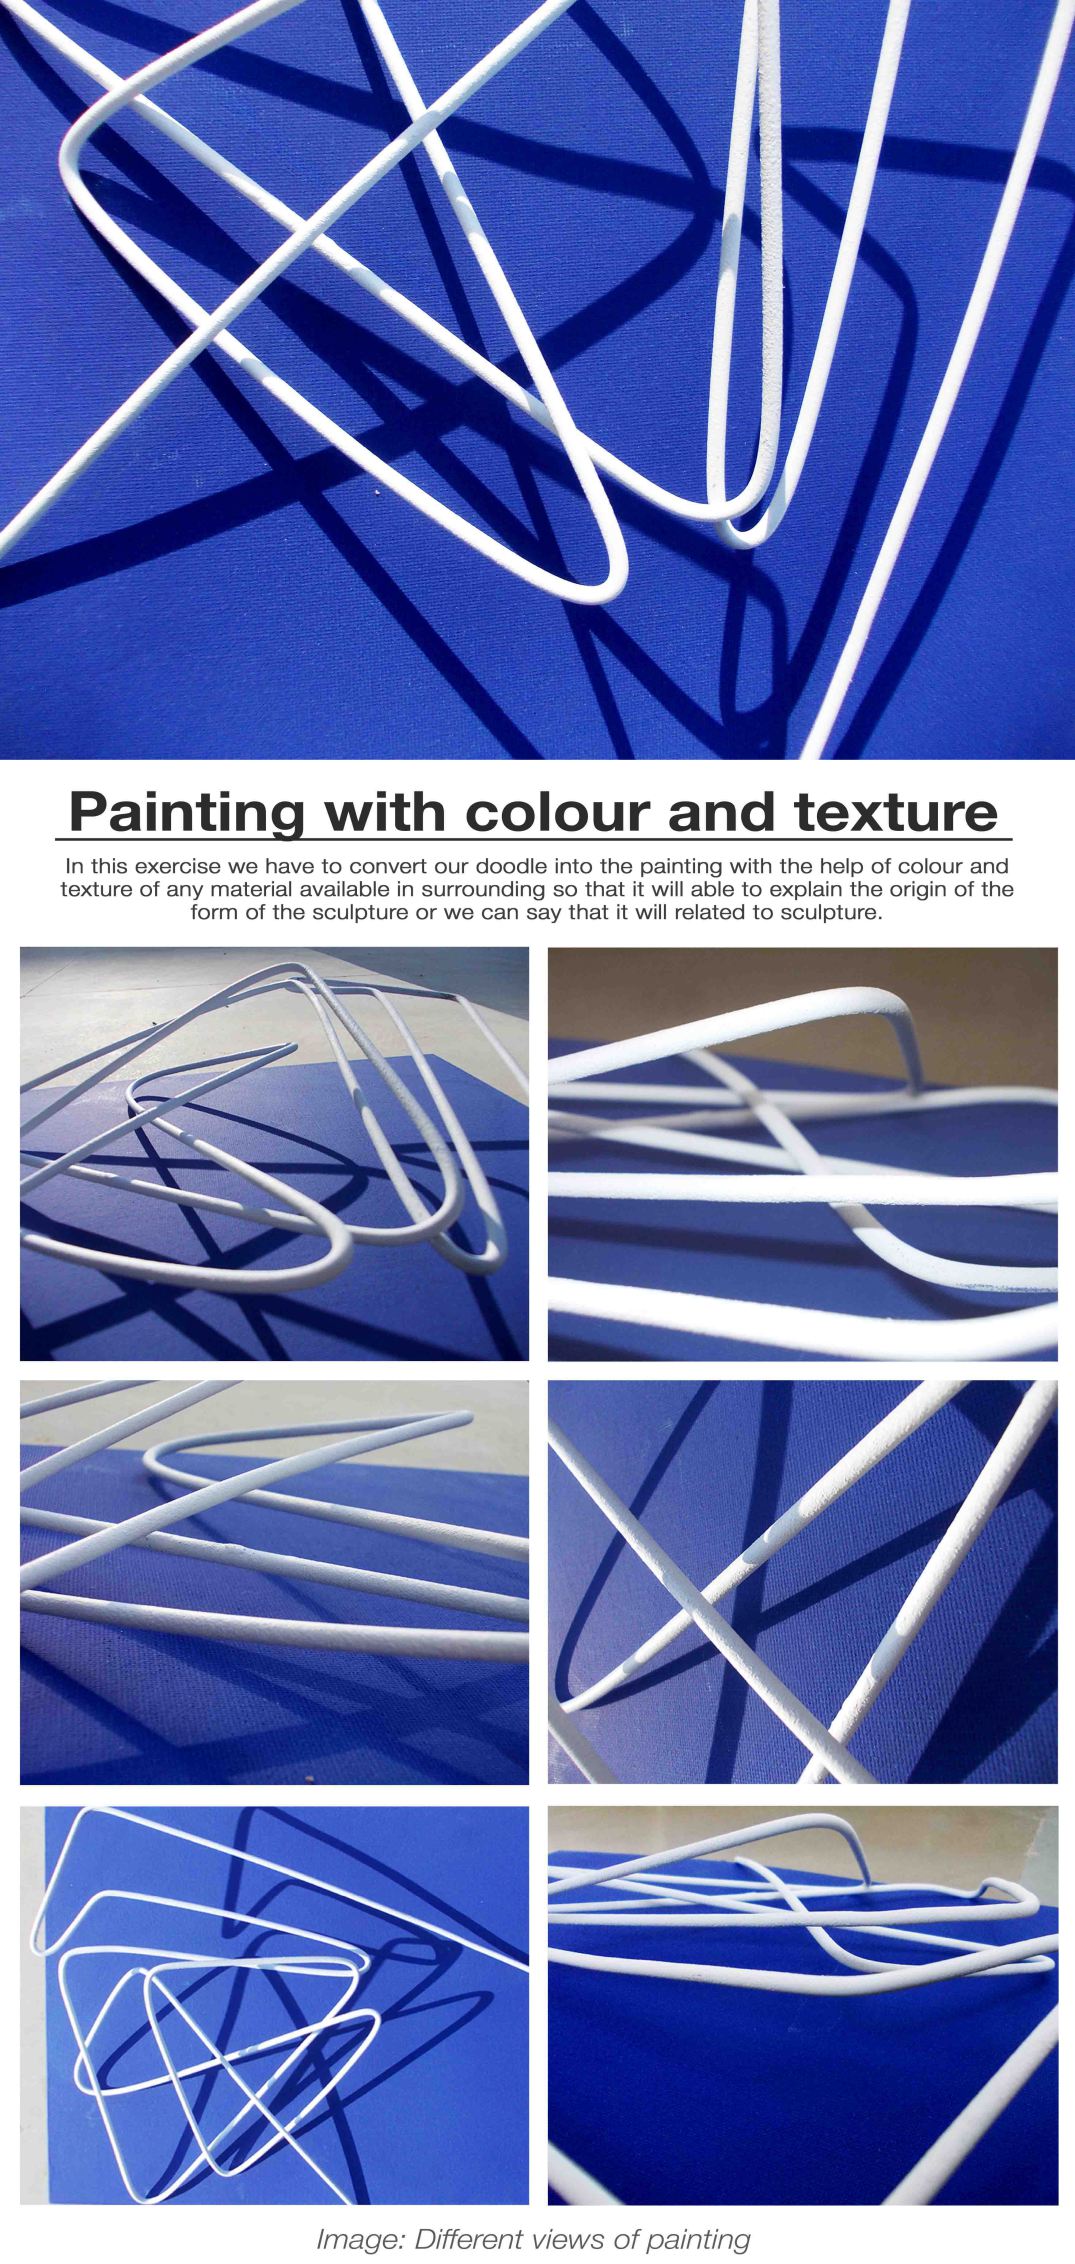 Painting with colour and texture
In this exercise we have to convert our doodle into the painting with the help of colour and
texture of any material available in surrounding so that it will able to explain the origin of the
form of the sculpture or we can say that it will related to sculpture.
Image: Different views of painting